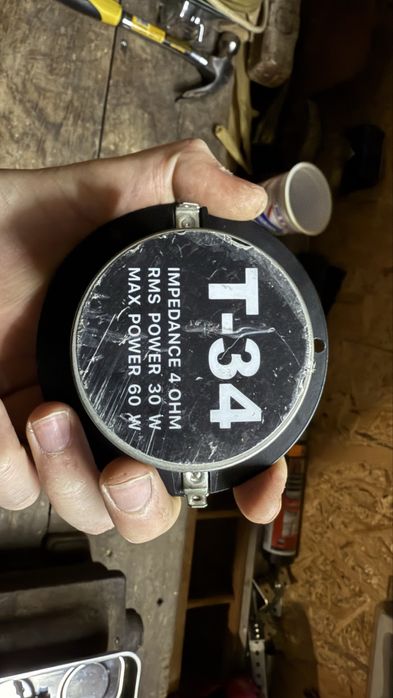 T-34
IMPEDANCE 4 OHM
RMS POWER 30 W
MAX POWER 60 W